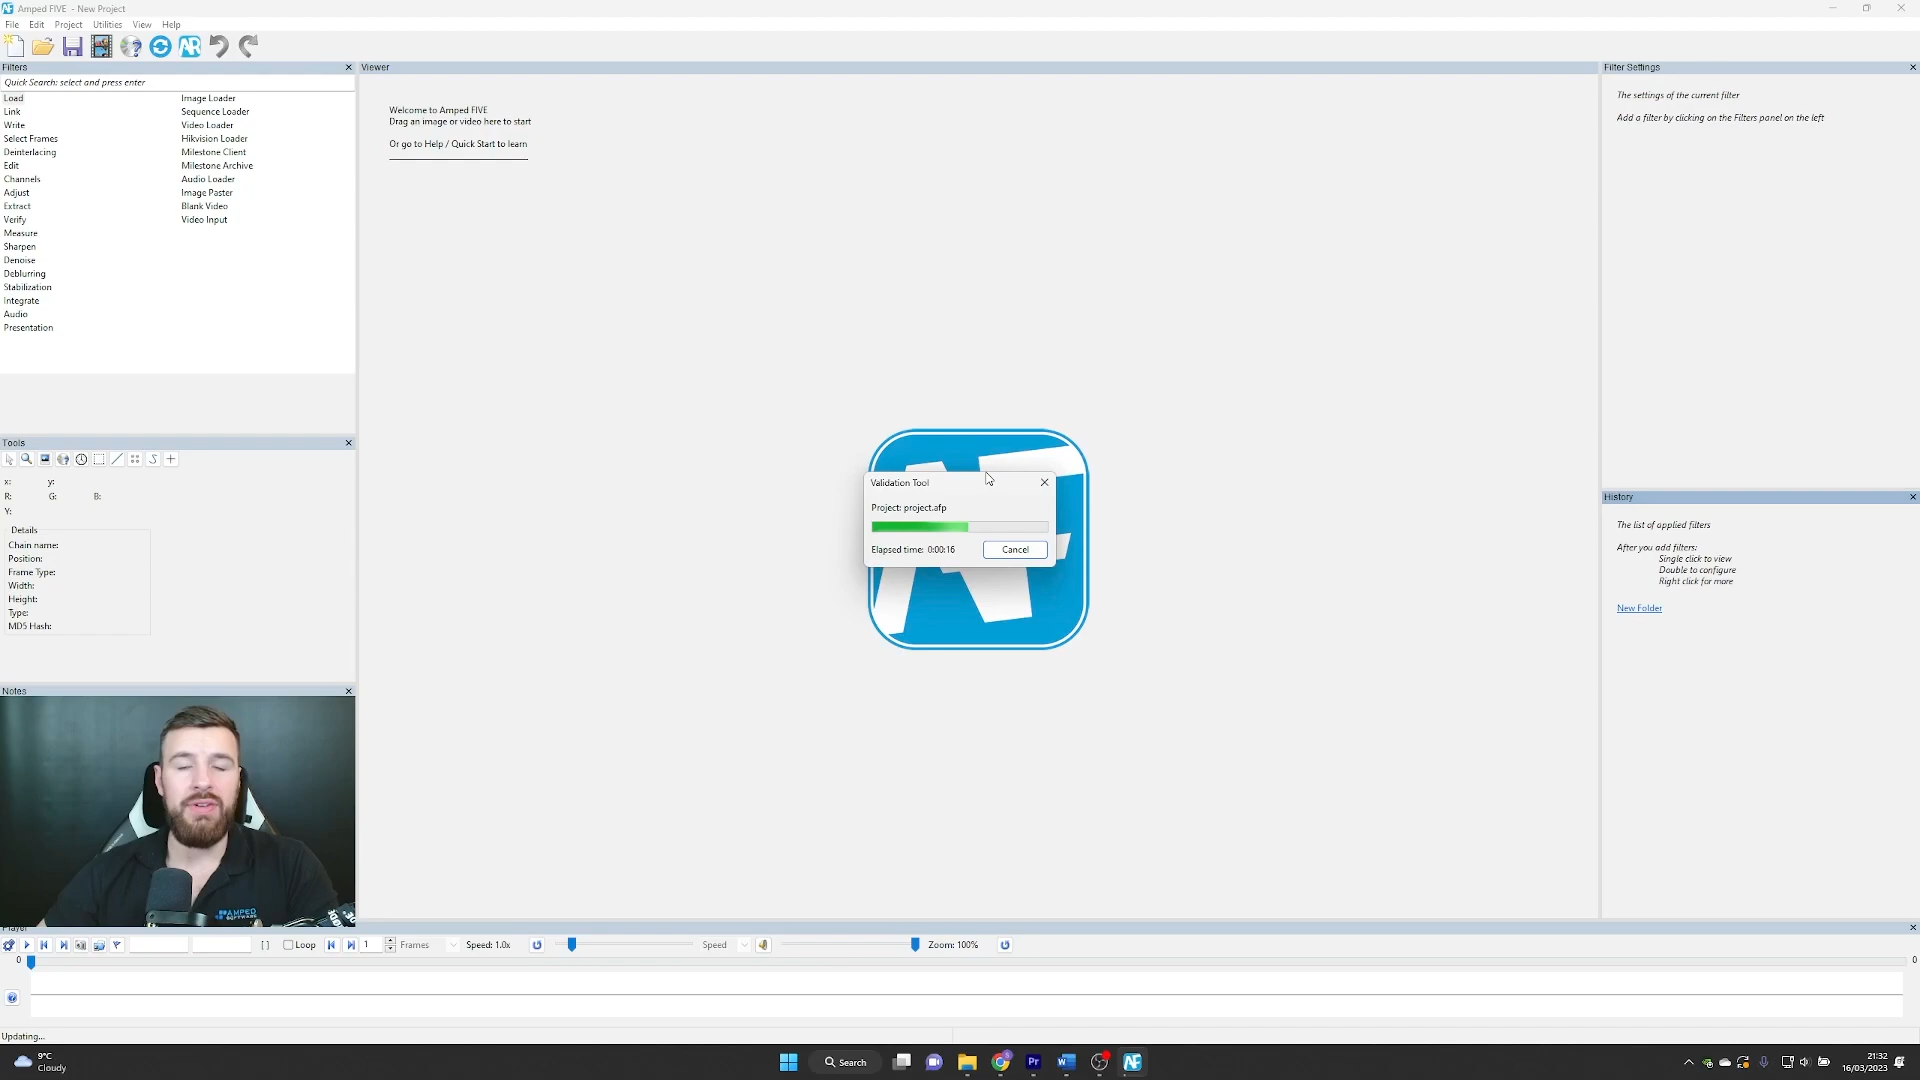 Amped FIVE - New Project
File Edit Project Utilities View Help
Filters
Quick Search: select and press enter
Load
Link
Write
Select Frames
Deinterlacing
Edit
Channels
Adjust
Extract
Verify
Measure
Sharpen
Denoise
Deblurring
Stabilization
Integrate
Audio
Presentation
Image Loader
Sequence Loader
Video Loader
Hikvision Loader
Milestone Client
Milestone Archive
Audio Loader
Image Paster
Blank Video
Video Input
Tools
x: y:
R: G: B:
Y:
Details
Chain name:
Position:
Frame Type:
Width:
Height:
Type:
MD5 Hash:
Notes
AMPED
SOFTWARE
Viewer
Welcome to Amped FIVE
Drag an image or video here to start
Or go to Help / Quick Start to learn
Validation Tool
Project: project.afp
Elapsed time: 0:00:16 Cancel
Filter Settings
The settings of the current filter
Add a filter by clicking on the Filters panel on the left
History
The list of applied filters
After you add filters:
Single click to view
Double to configure
Right click for more
New Folder
Player
[ ] Loop 1 Frames Speed: 1.0x Speed Zoom: 100%
0 0
Updating...
9°C
Cloudy
Search
21:32
16/03/2023